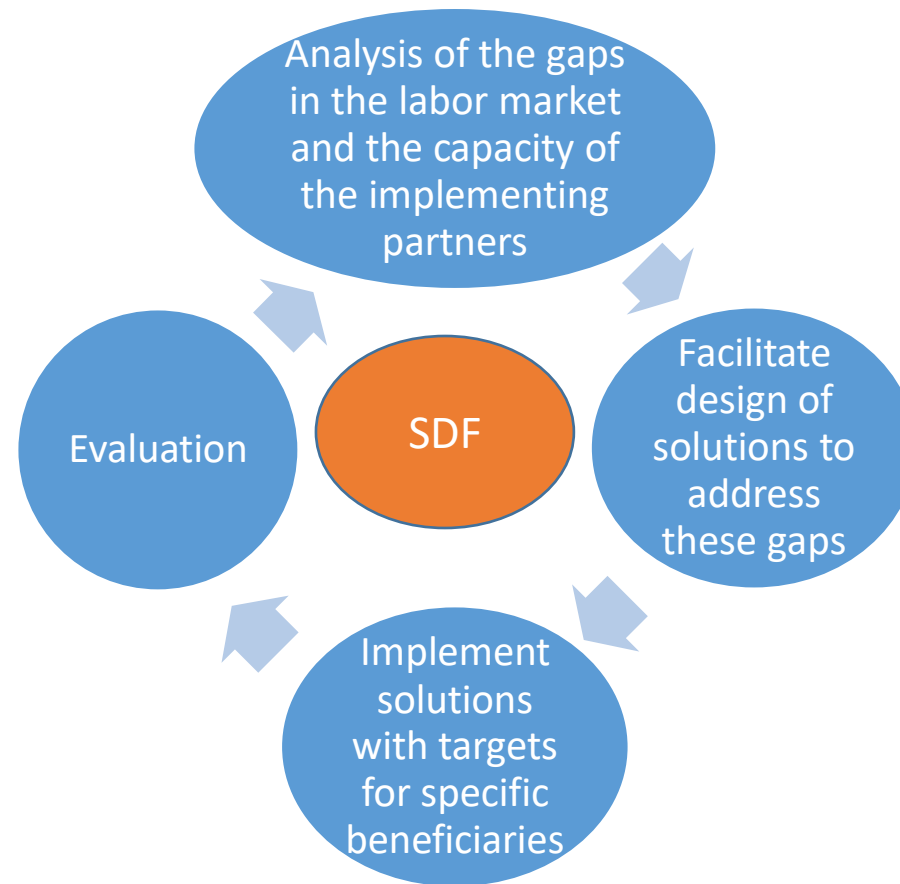 Analysis of the gaps
in the labor market
and the capacity of
the implementing
partners
Facilitate
design of
solutions to
address
these gaps
Implement
solutions
with targets
for specific
beneficiaries
Evaluation
SDF